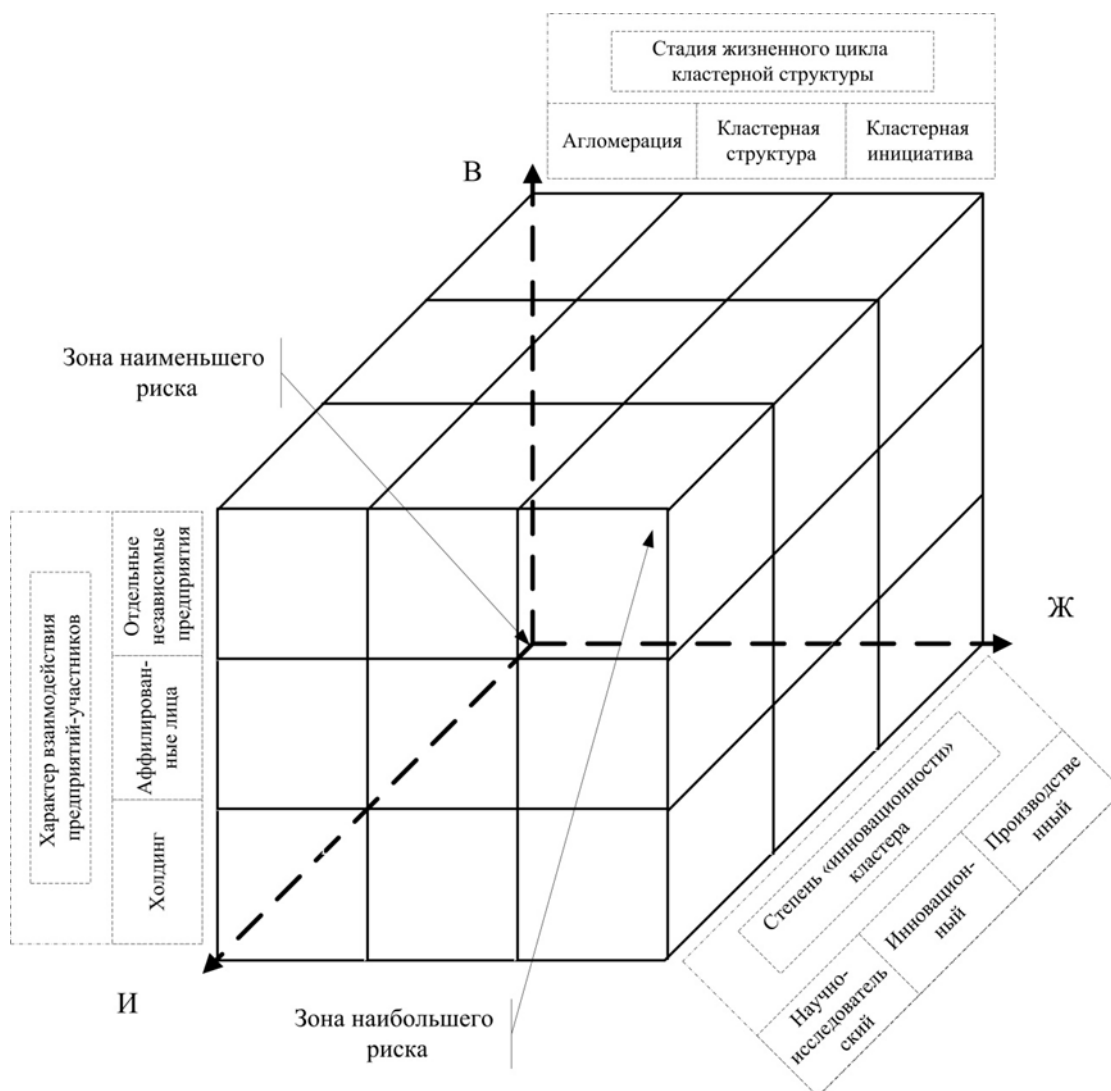 Стадия жизненного цикла
кластерной структуры
Агломерация
Кластерная
структура
Кластерная
инициатива
В
Зона наименьшего
риска
Ж
Характер взаимодействия
предприятий-участников
Отдельные
независимые
предприятия
Аффилирован-
ные лица
Холдинг
Степень «инновационности»
кластера
Производстве
нный
Инновацион-
ный
Научно-
исследователь
ский
И
Зона наибольшего
риска